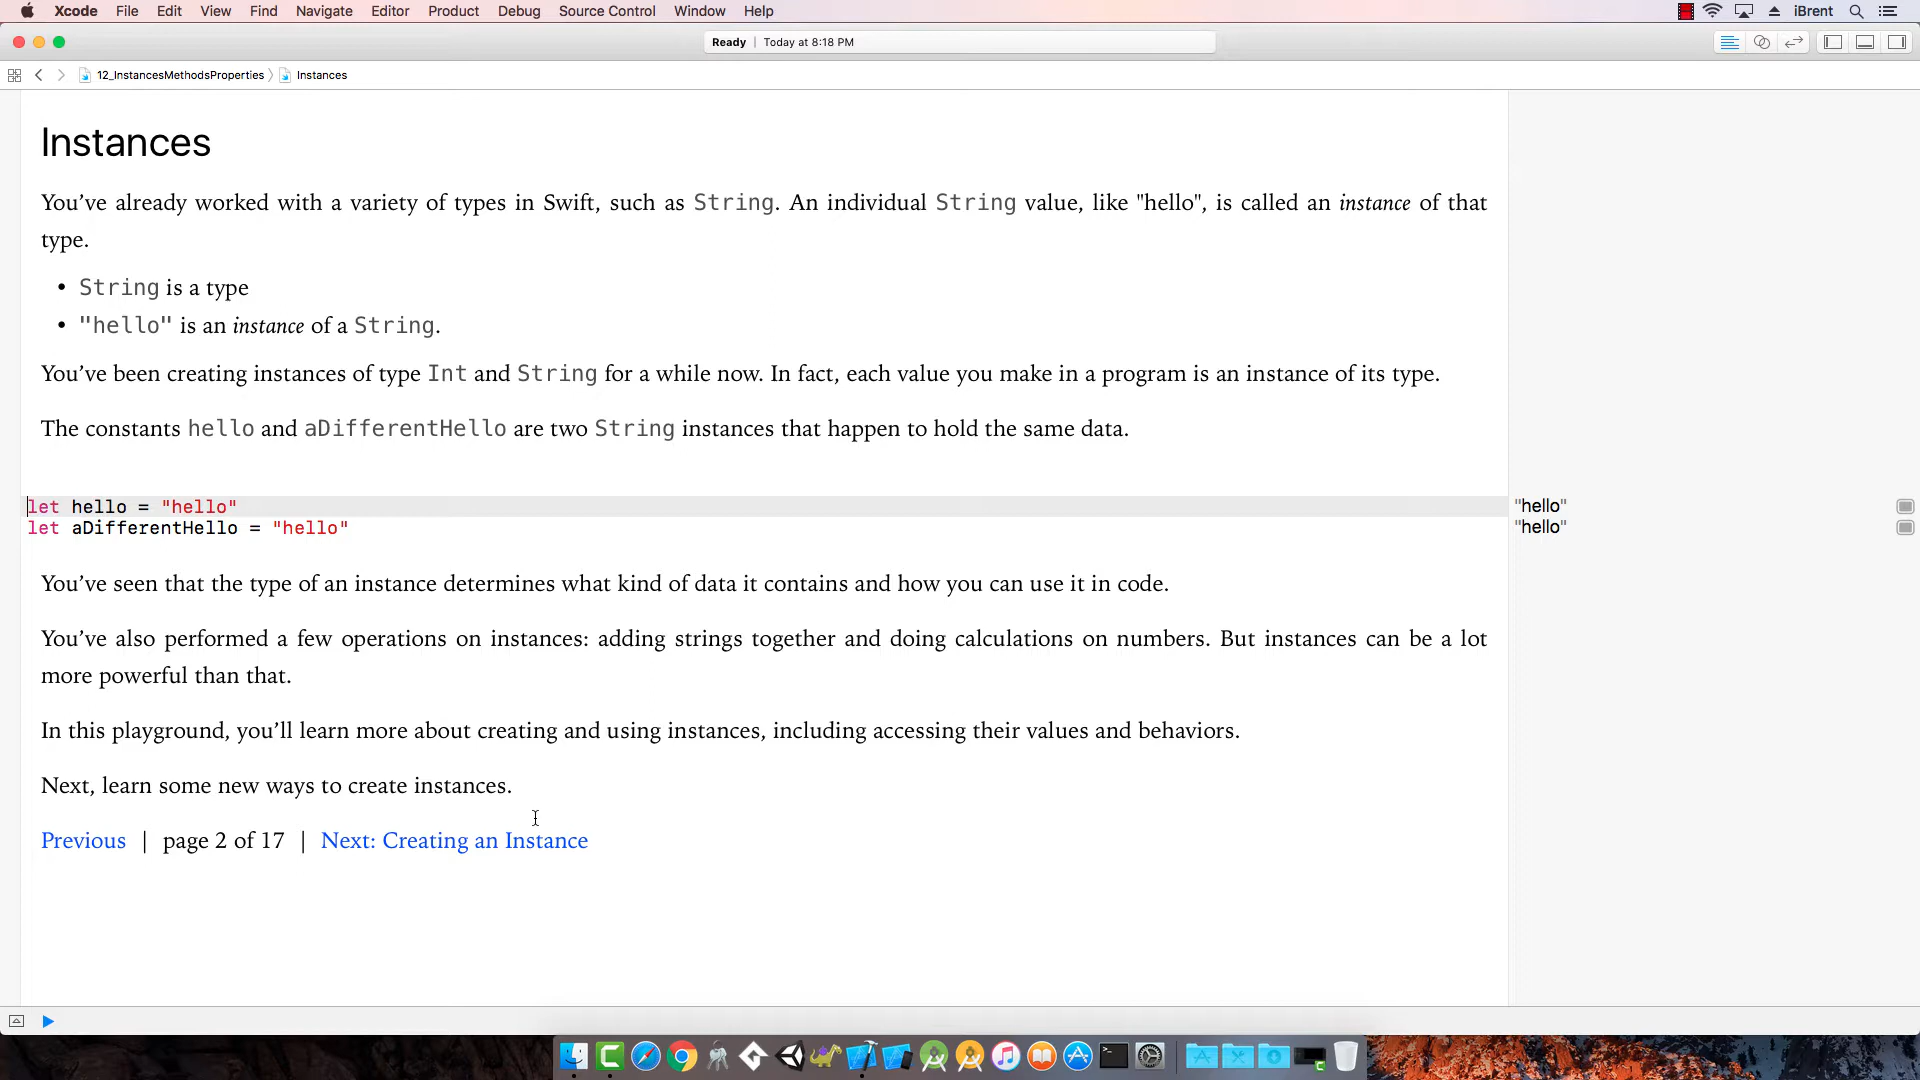 Xcode File Edit View Find Navigate Editor Product Debug Source Control Window Help iBrent
Ready | Today at 8:18 PM
12_InstancesMethodsProperties Instances
Instances
You’ve already worked with a variety of types in Swift, such as String. An individual String value, like "hello", is called an instance of that
type.
• String is a type
• "hello" is an instance of a String.
You’ve been creating instances of type Int and String for a while now. In fact, each value you make in a program is an instance of its type.
The constants hello and aDifferentHello are two String instances that happen to hold the same data.
let hello = "hello"
"hello"
let aDifferentHello = "hello"
"hello"
You’ve seen that the type of an instance determines what kind of data it contains and how you can use it in code.
You’ve also performed a few operations on instances: adding strings together and doing calculations on numbers. But instances can be a lot
more powerful than that.
In this playground, you’ll learn more about creating and using instances, including accessing their values and behaviors.
Next, learn some new ways to create instances.
Previous | page 2 of 17 | Next: Creating an Instance